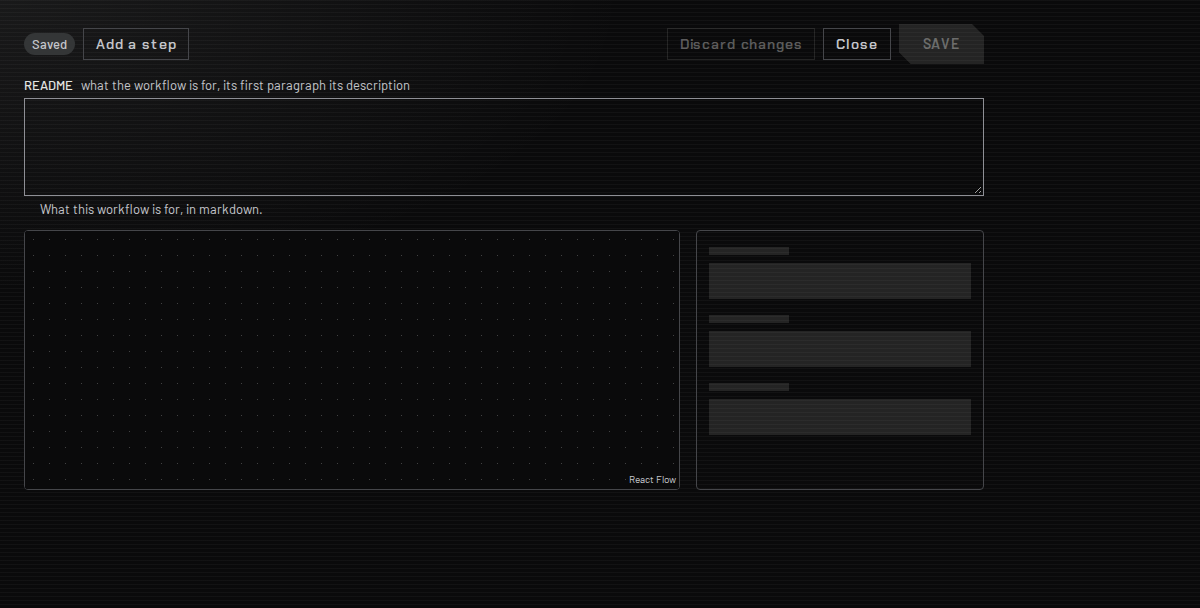 Saved
Add a step
Discard changes
Close
SAVE
README what the workflow is for, its first paragraph its description
What this workflow is for, in markdown.
React Flow